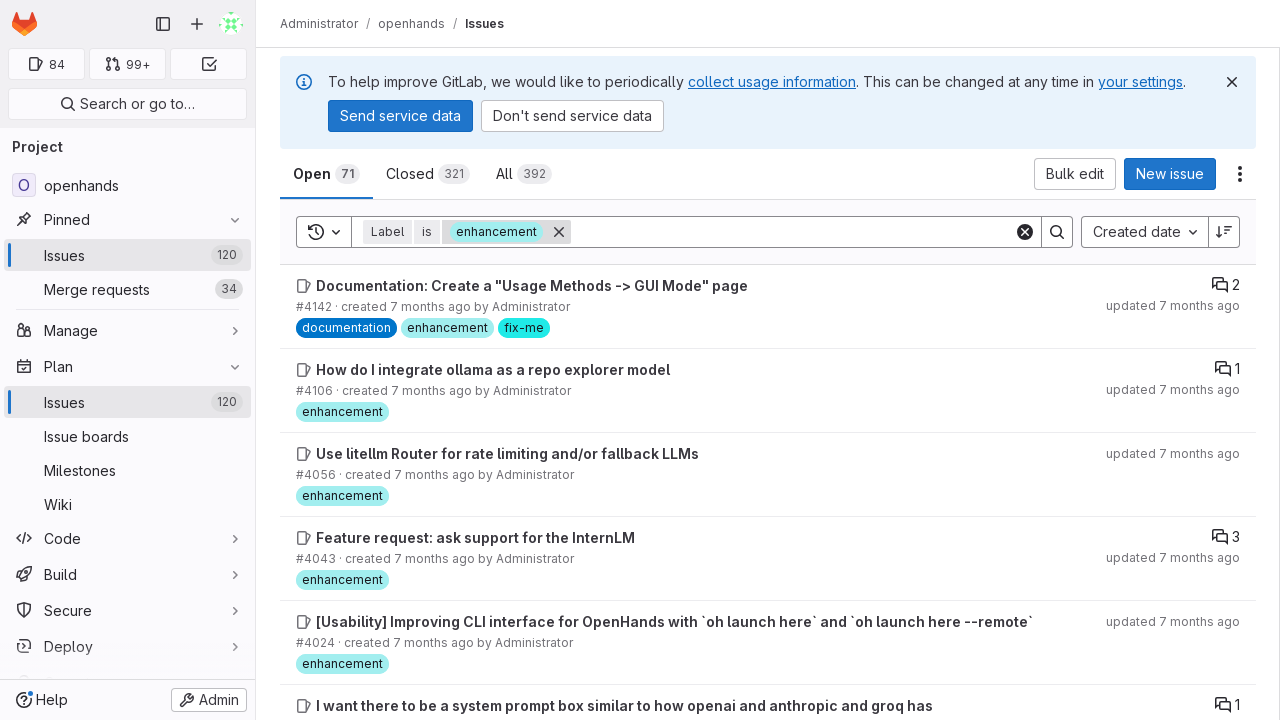 Administrator / openhands / Issues
84
99+
Search or go to…
Project
O openhands
Pinned
Issues 120
Merge requests 34
Manage
Plan
Issues 120
Issue boards
Milestones
Wiki
Code
Build
Secure
Deploy
Help
Admin
To help improve GitLab, we would like to periodically collect usage information. This can be changed at any time in your settings.
Send service data
Don't send service data
Open 71
Closed 321
All 392
Bulk edit
New issue
Label is enhancement
Created date
Documentation: Create a "Usage Methods -> GUI Mode" page
2
#4142 · created 7 months ago by Administrator
updated 7 months ago
documentation enhancement fix-me
How do I integrate ollama as a repo explorer model
1
#4106 · created 7 months ago by Administrator
updated 7 months ago
enhancement
Use litellm Router for rate limiting and/or fallback LLMs
updated 7 months ago
#4056 · created 7 months ago by Administrator
enhancement
Feature request: ask support for the InternLM
3
#4043 · created 7 months ago by Administrator
updated 7 months ago
enhancement
[Usability] Improving CLI interface for OpenHands with `oh launch here` and `oh launch here --remote`
updated 7 months ago
#4024 · created 7 months ago by Administrator
enhancement
I want there to be a system prompt box similar to how openai and anthropic and groq has
1